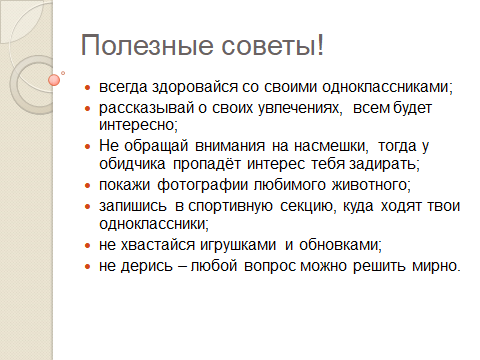 Полезные советы!
всегда здоровайся со своими одноклассниками;
рассказывай о своих увлечениях, всем будет
интересно;
Не обращай внимания на насмешки, тогда у
обидчика пропадёт интерес тебя задирать;
покажи фотографии любимого животного;
запишись в спортивную секцию, куда ходят твои
одноклассники;
не хвастайся игрушками и обновками;
не дерись – любой вопрос можно решить мирно.